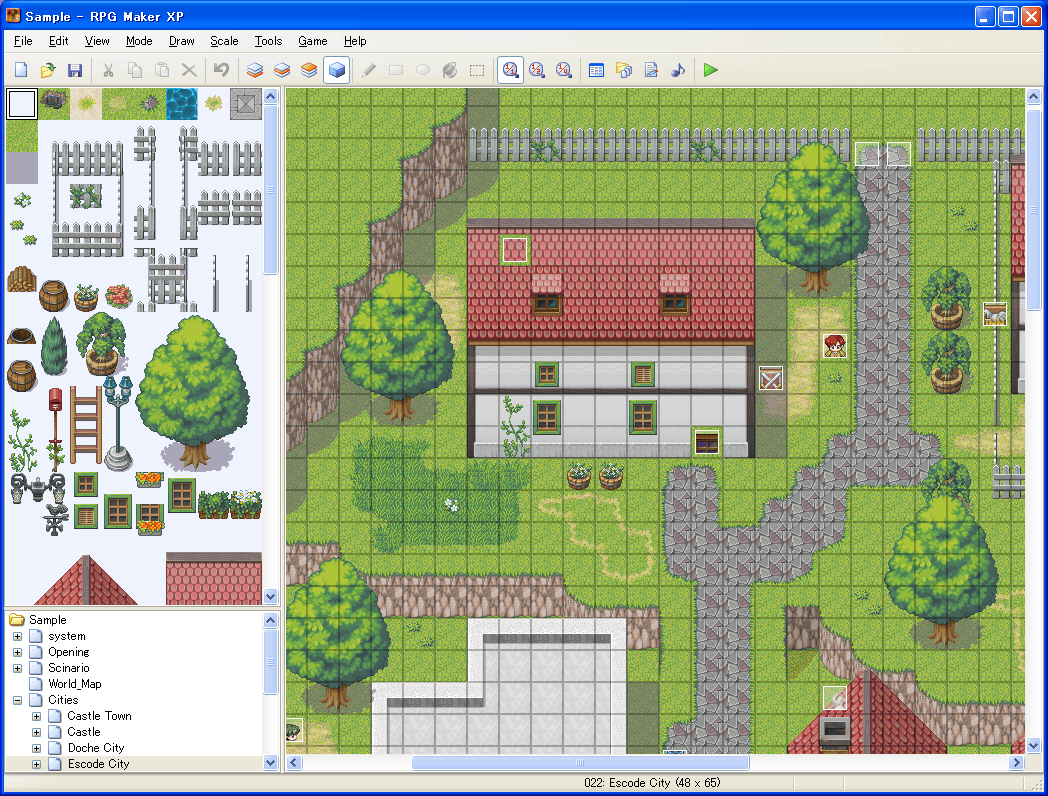 Sample - RPG Maker XP
File Edit View Mode Draw Scale Tools Game Help
Sample
system
Opening
Scinario
World_Map
Cities
Castle Town
Castle
Doche City
Escode City
022: Escode City (48 x 65)